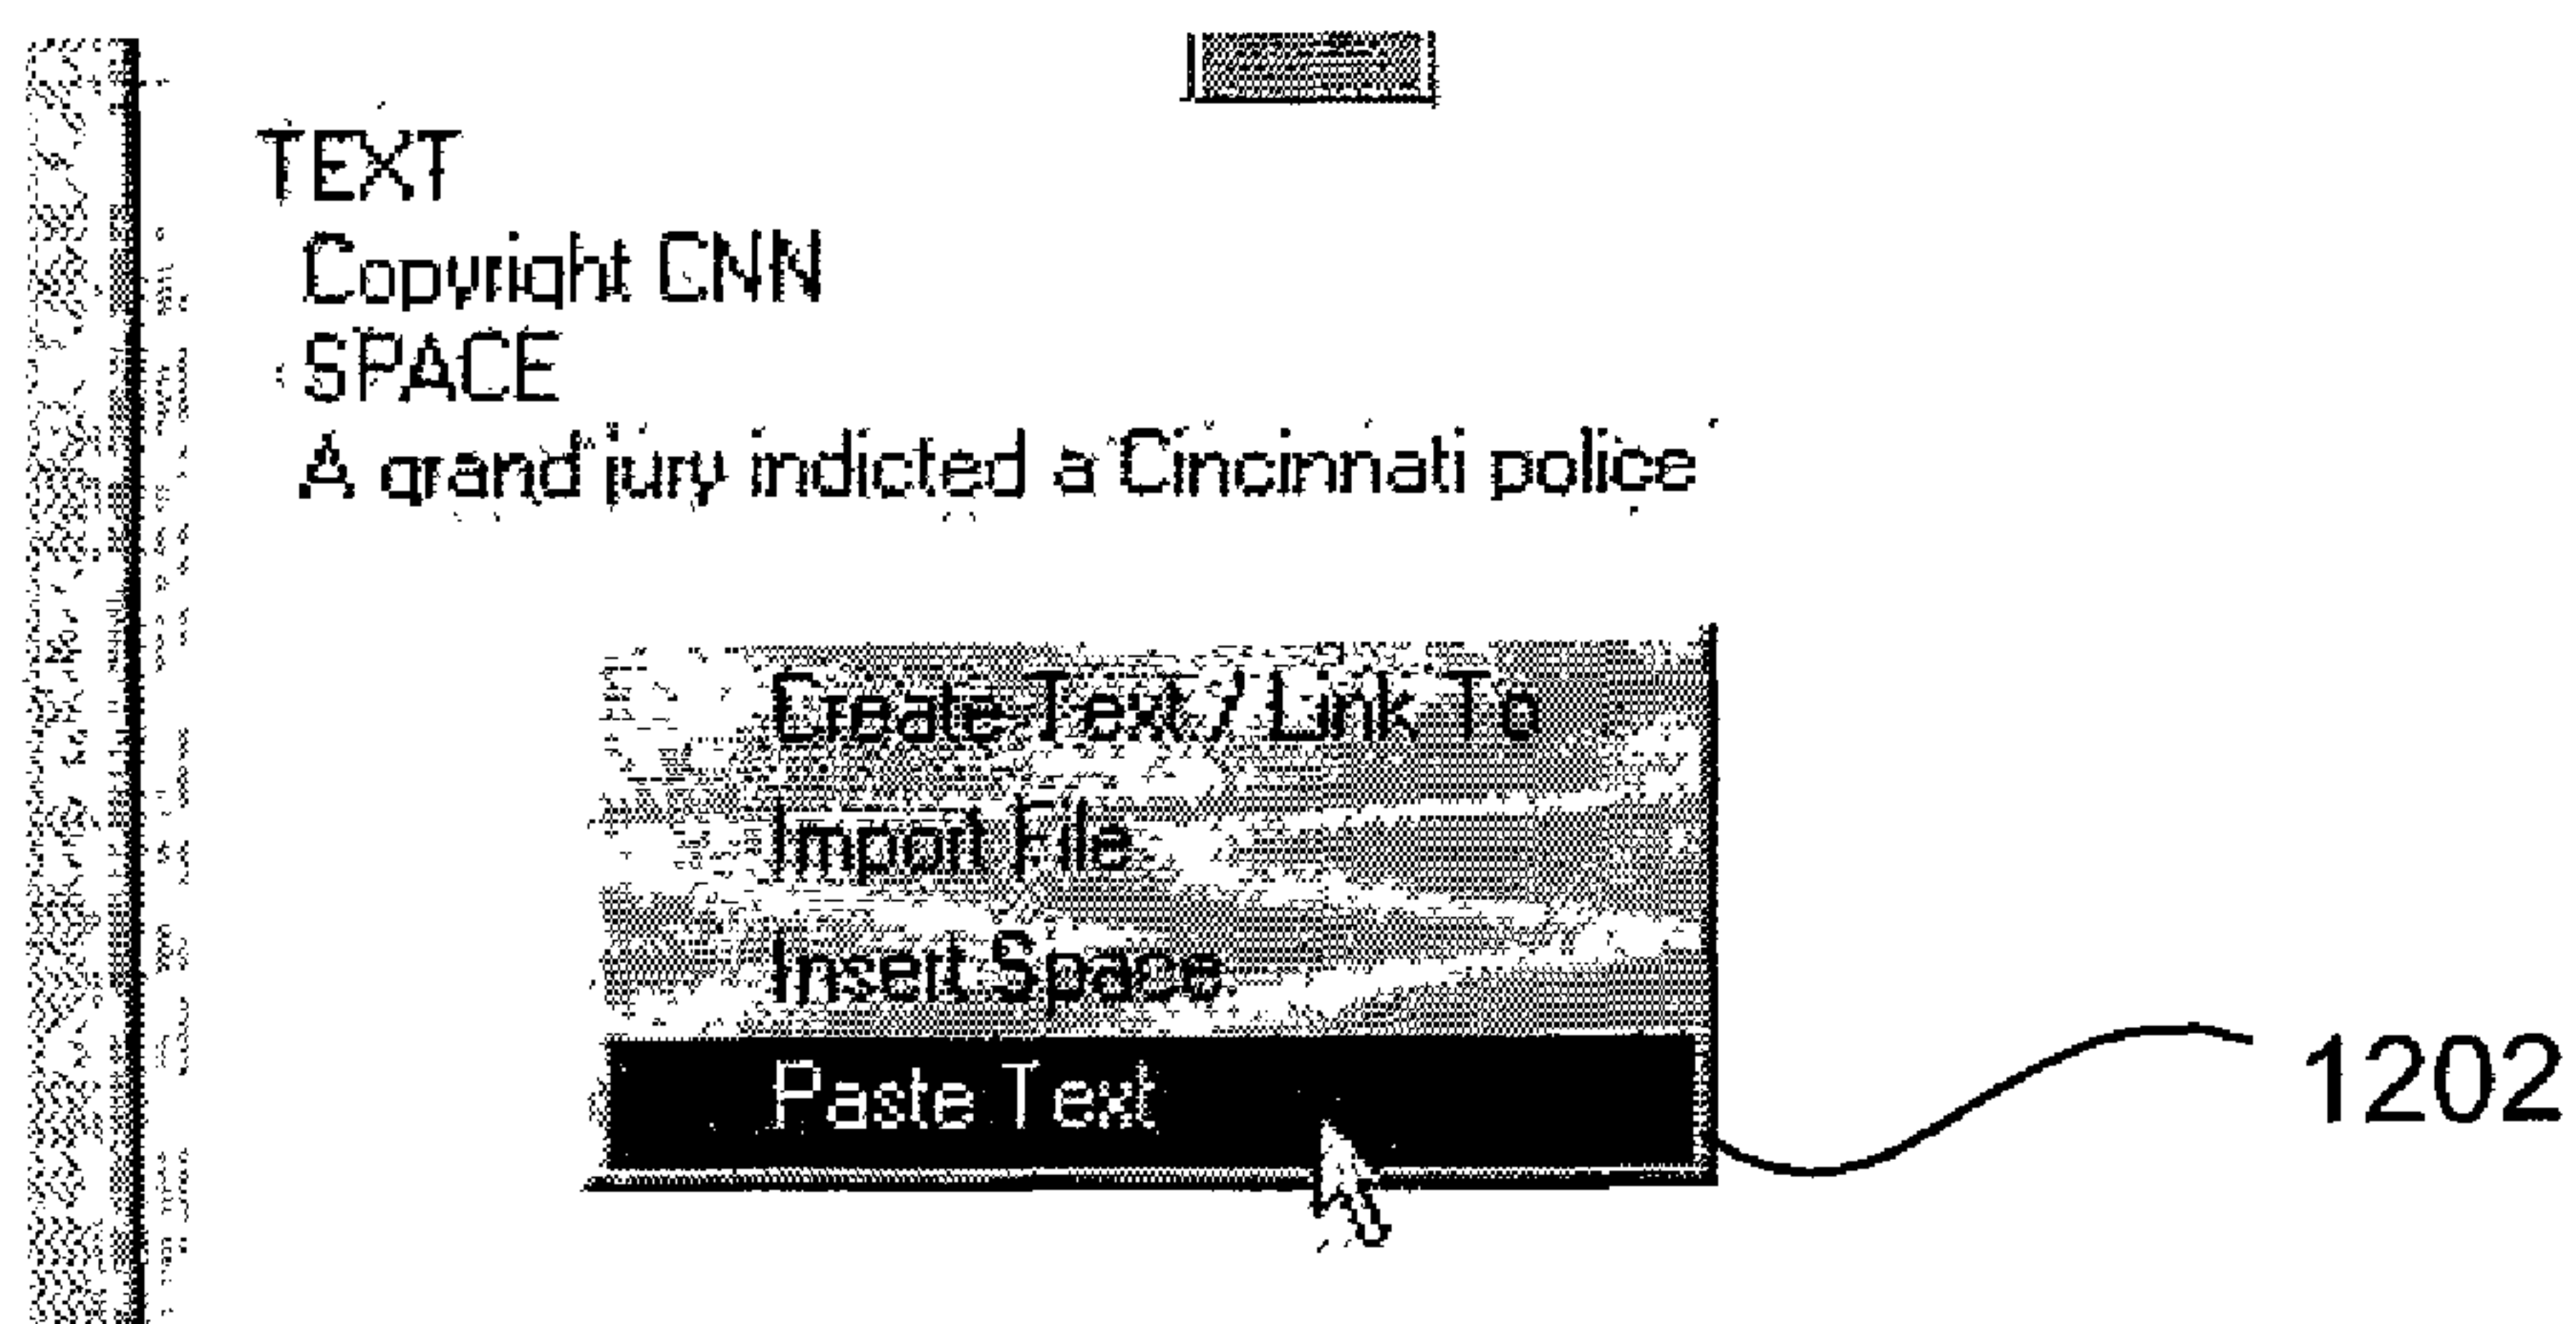 TEXT
Copyright CNN
SPACE
A grand jury indicted a Cincinnati police
Create Text / Link To
Import File
Insert Space
Paste Text
1202